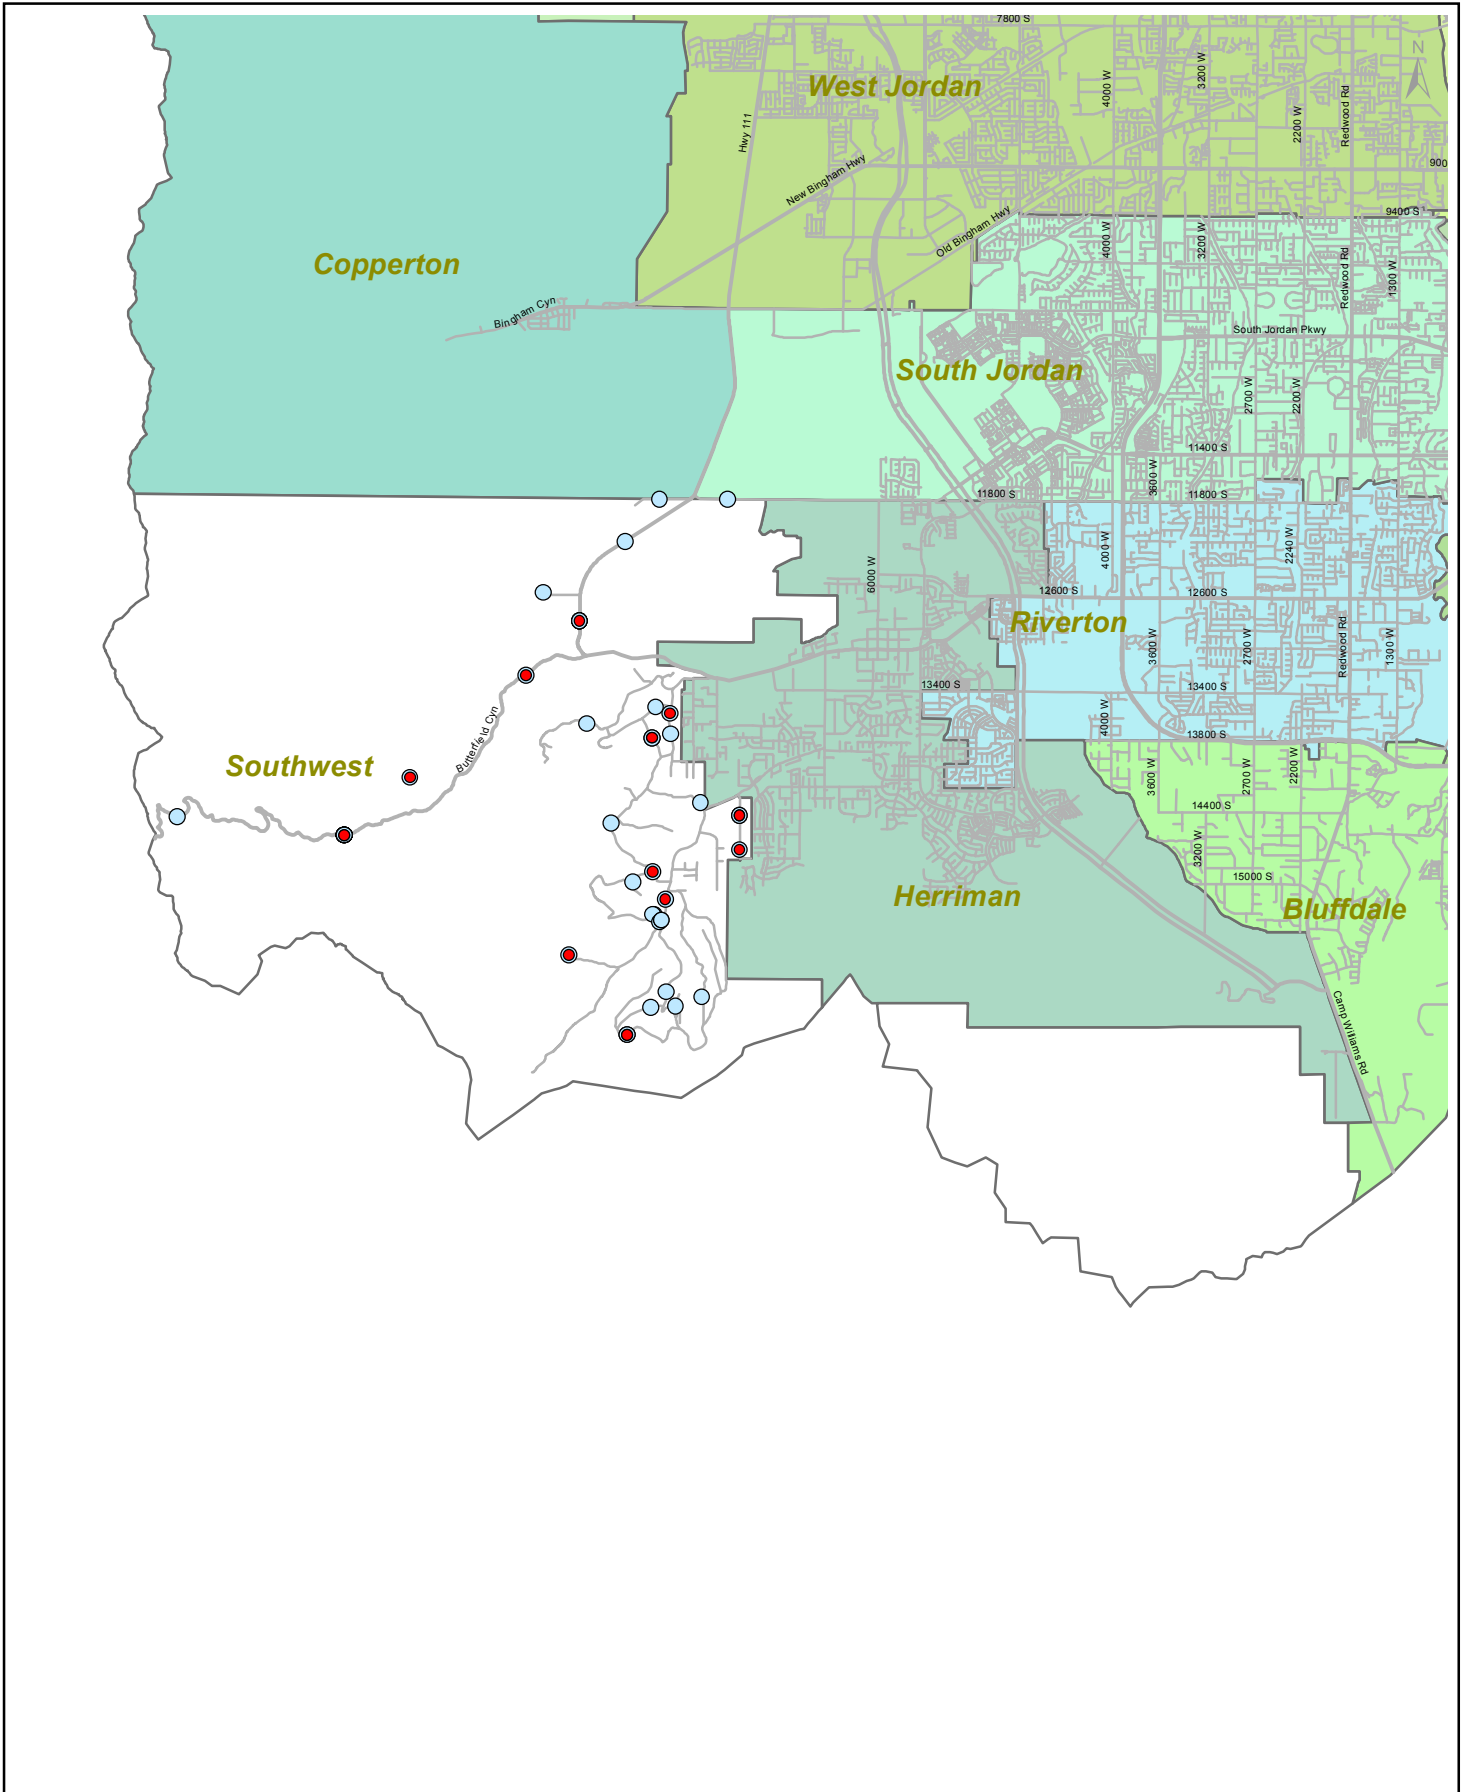 7800 S
N
West Jordan
4000 W
3200 W
2200 W
Redwood Rd
Hwy 111
New Bingham Hwy
900
Old Bingham Hwy
9400 S
4000 W
3200 W
Redwood Rd
1300 W
Copperton
Bingham Cyn
South Jordan Pkwy
South Jordan
2700 W
2200 W
11400 S
3600 W
11800 S
11800 S
4000 W
2240 W
6000 W
12600 S
12600 S
Riverton
3600 W
2700 W
Redwood Rd
1300 W
13400 S
13400 S
4000 W
13800 S
Butterfield Cyn
Southwest
3600 W
2700 W
2200 W
14400 S
3200 W
15000 S
Herriman
Bluffdale
Camp Williams Rd